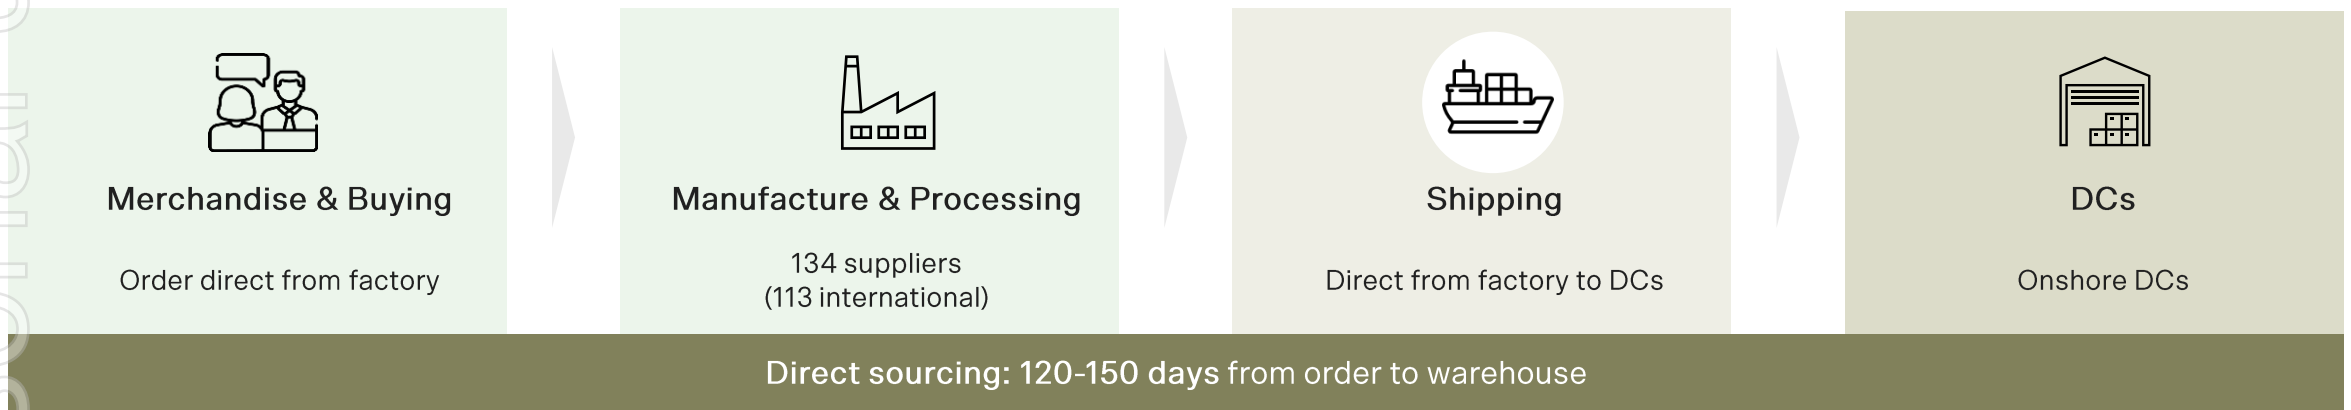 Merchandise & Buying
Order direct from factory
Manufacture & Processing
134 suppliers
(113 international)
Shipping
Direct from factory to DCs
DCs
Onshore DCs
Direct sourcing: 120-150 days from order to warehouse